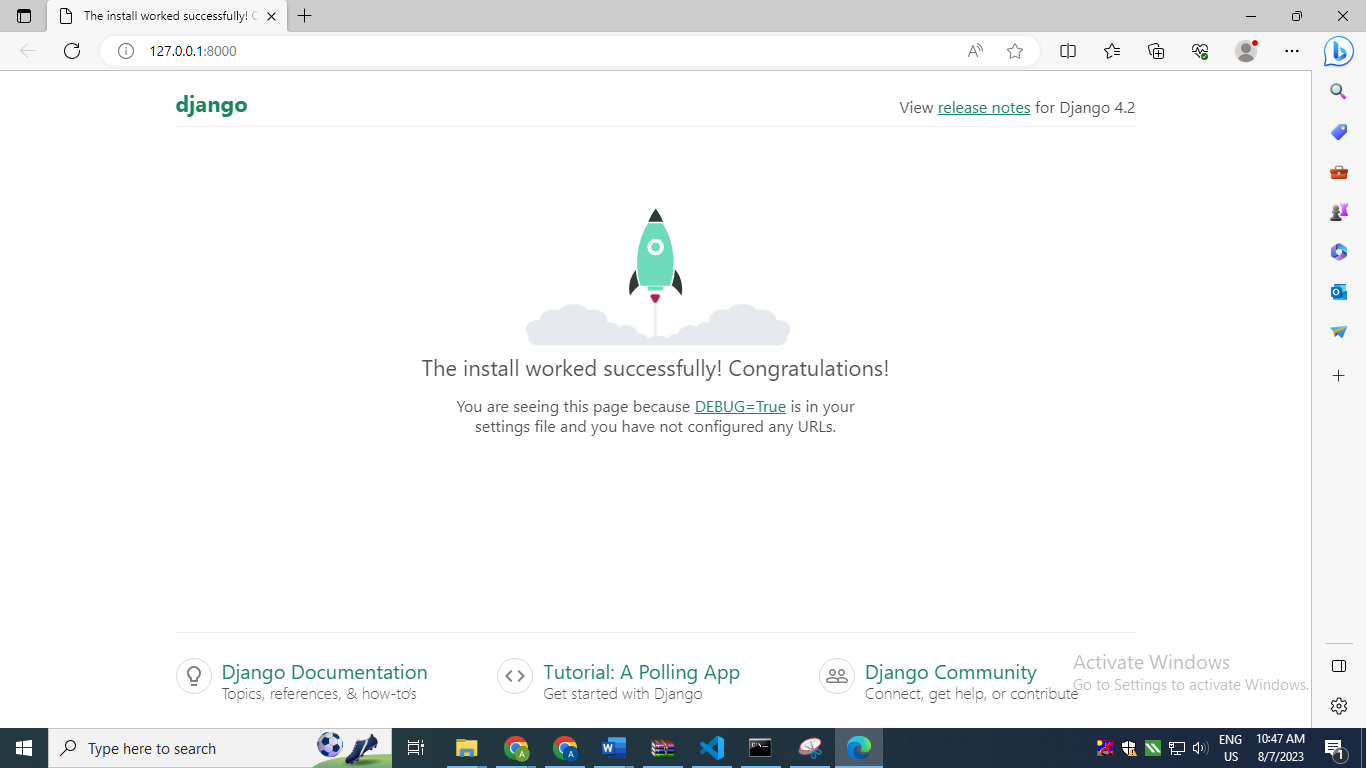 The install worked successfully! C
127.0.0.1:8000
django
View release notes for Django 4.2
The install worked successfully! Congratulations!
You are seeing this page because DEBUG=True is in your
settings file and you have not configured any URLs.
Django Documentation
Topics, references, & how-to's
Tutorial: A Polling App
Get started with Django
Django Community
Connect, get help, or contribute
Activate Windows
Go to Settings to activate Windows.
Type here to search
ENG
US
10:47 AM
8/7/2023
1